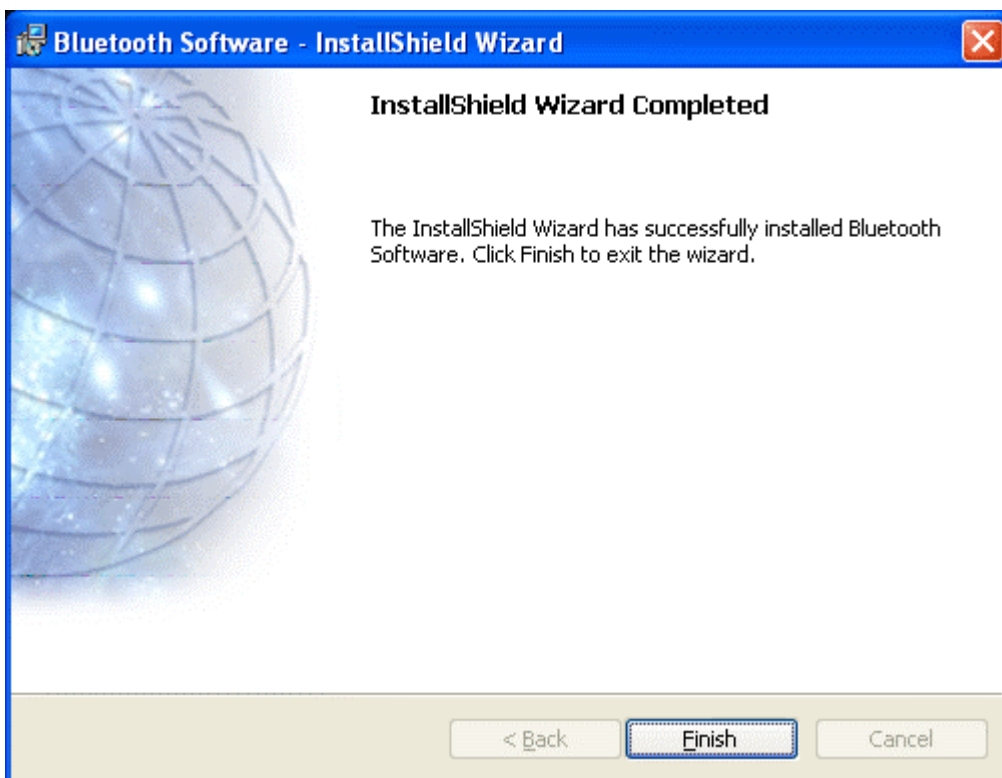 Bluetooth Software - InstallShield Wizard
InstallShield Wizard Completed
The InstallShield Wizard has successfully installed Bluetooth
Software. Click Finish to exit the wizard.
< Back
Finish
Cancel